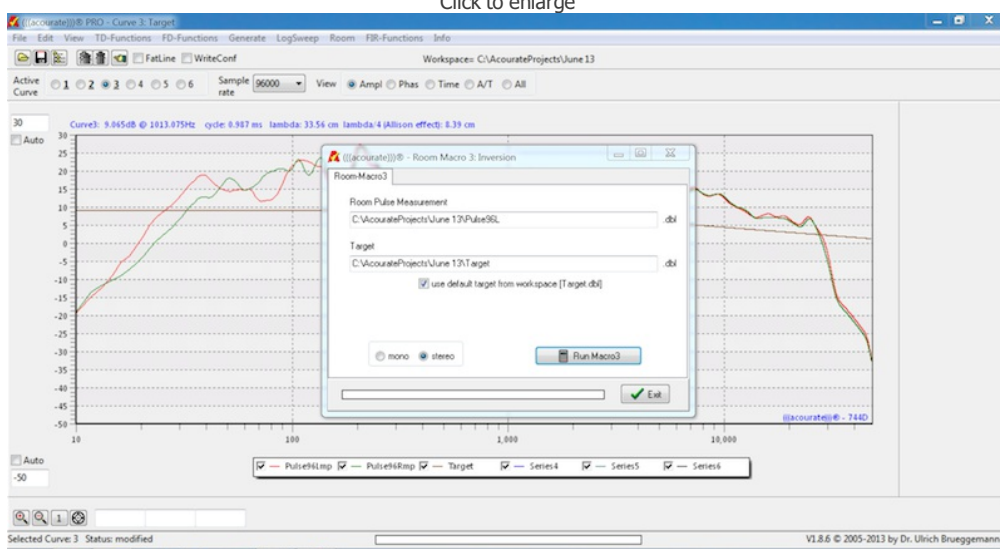 Click to enlarge
(((acourate)))® PRO - Curve 3: Target
File Edit View TD-Functions FD-Functions Generate LogSweep Room FIR-Functions Info
FatLine WriteConf Workspace= C:\AcourateProjects\June 13
Active Curve 1 2 3 4 5 6 Sample rate 96000 View Ampl Phas Time A/T All
30
Auto
Curve3: 9.065dB @ 1013.075Hz cycle: 0.987 ms lambda: 33.56 cm lambda/4 (Allison effect): 8.39 cm
30
25
20
15
10
5
0
-5
-10
-15
-20
-25
-30
-35
-40
-45
-50
(((acourate)))® - Room Macro 3: Inversion
Room-Macro3
Room Pulse Measurement
C:\AcourateProjects\June 13\Pulse96L .dbl
Target
C:\AcourateProjects\June 13\Target .dbl
use default target from workspace [Target.dbl]
mono stereo Run Macro3
Exit
(((acourate)))® - 744D
10 100 1,000 10,000
Auto
-50
Pulse96Lmp Pulse96Rmp Target Series4 Series5 Series6
1
Selected Curve: 3 Status: modified V1.8.6 © 2005-2013 by Dr. Ulrich Brueggemann